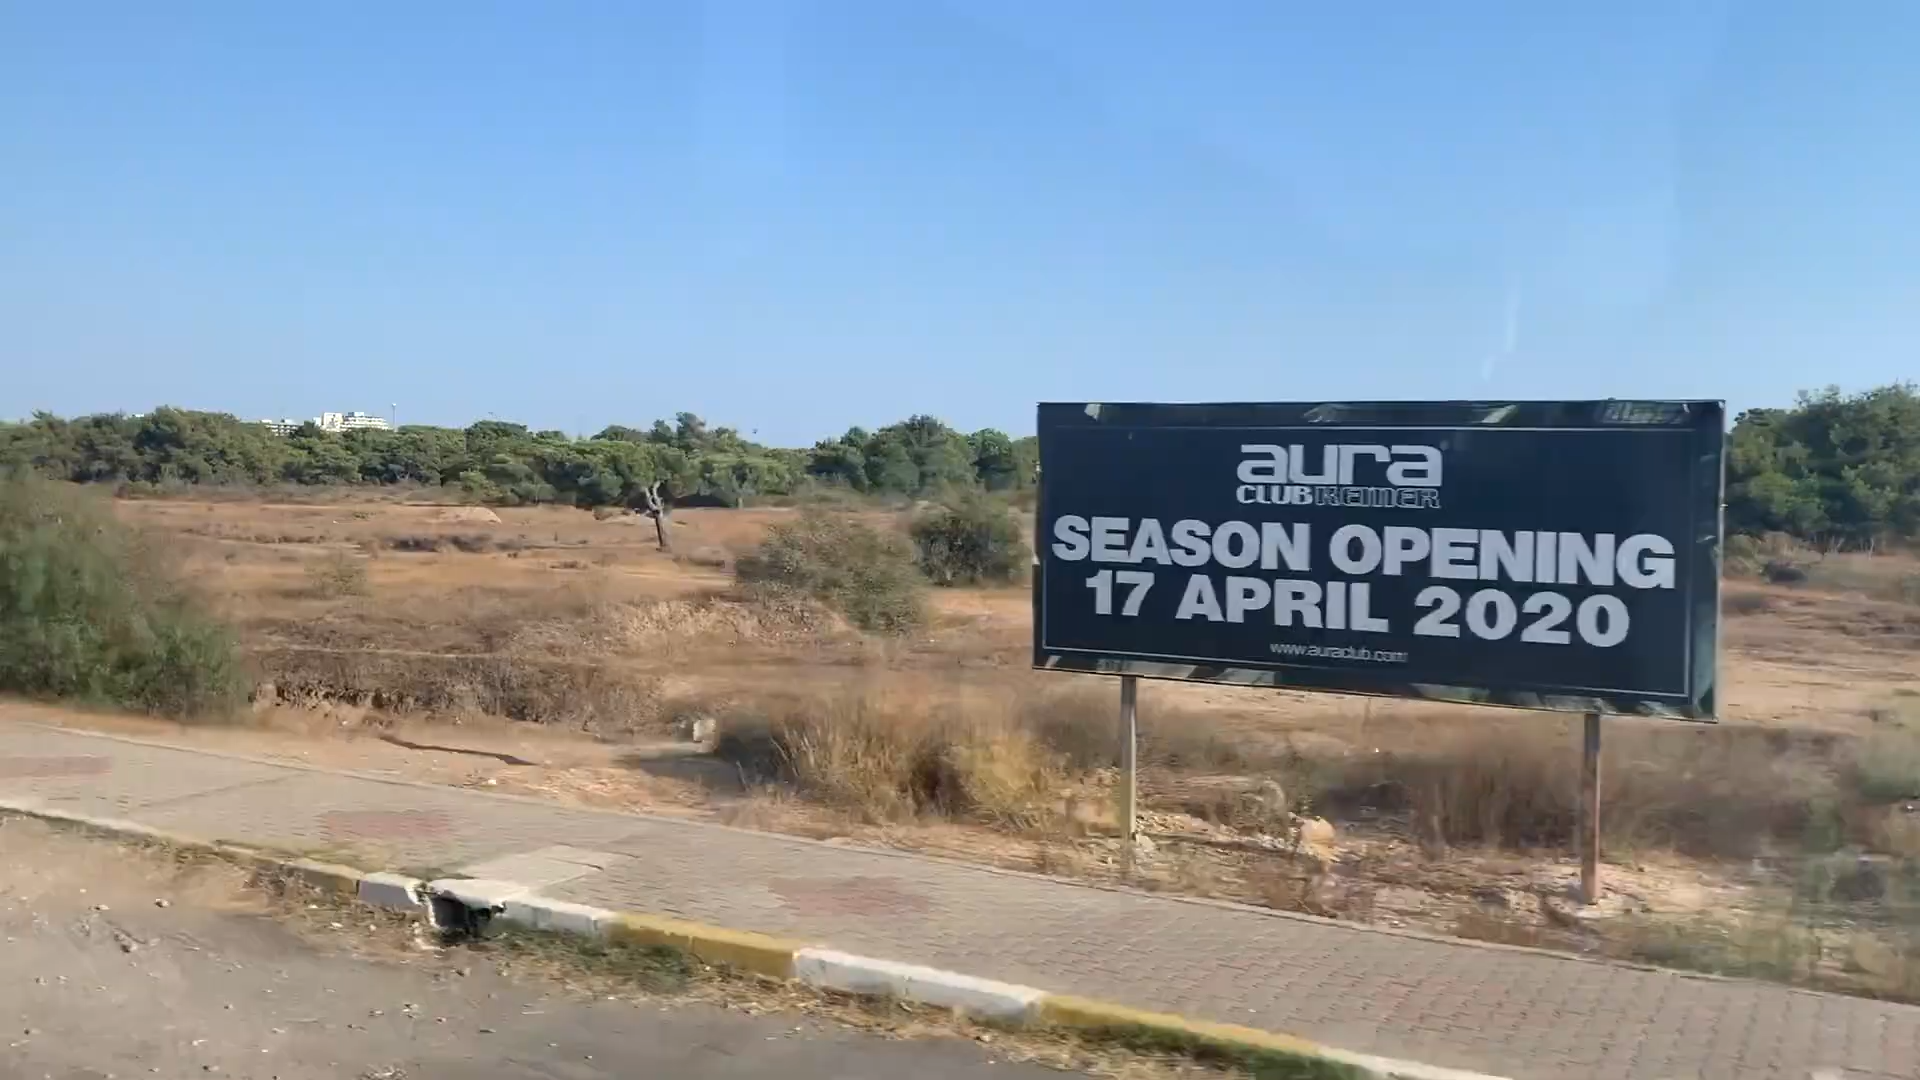 aura
CLUB KEMER
SEASON OPENING
17 APRIL 2020
www.auraclub.com